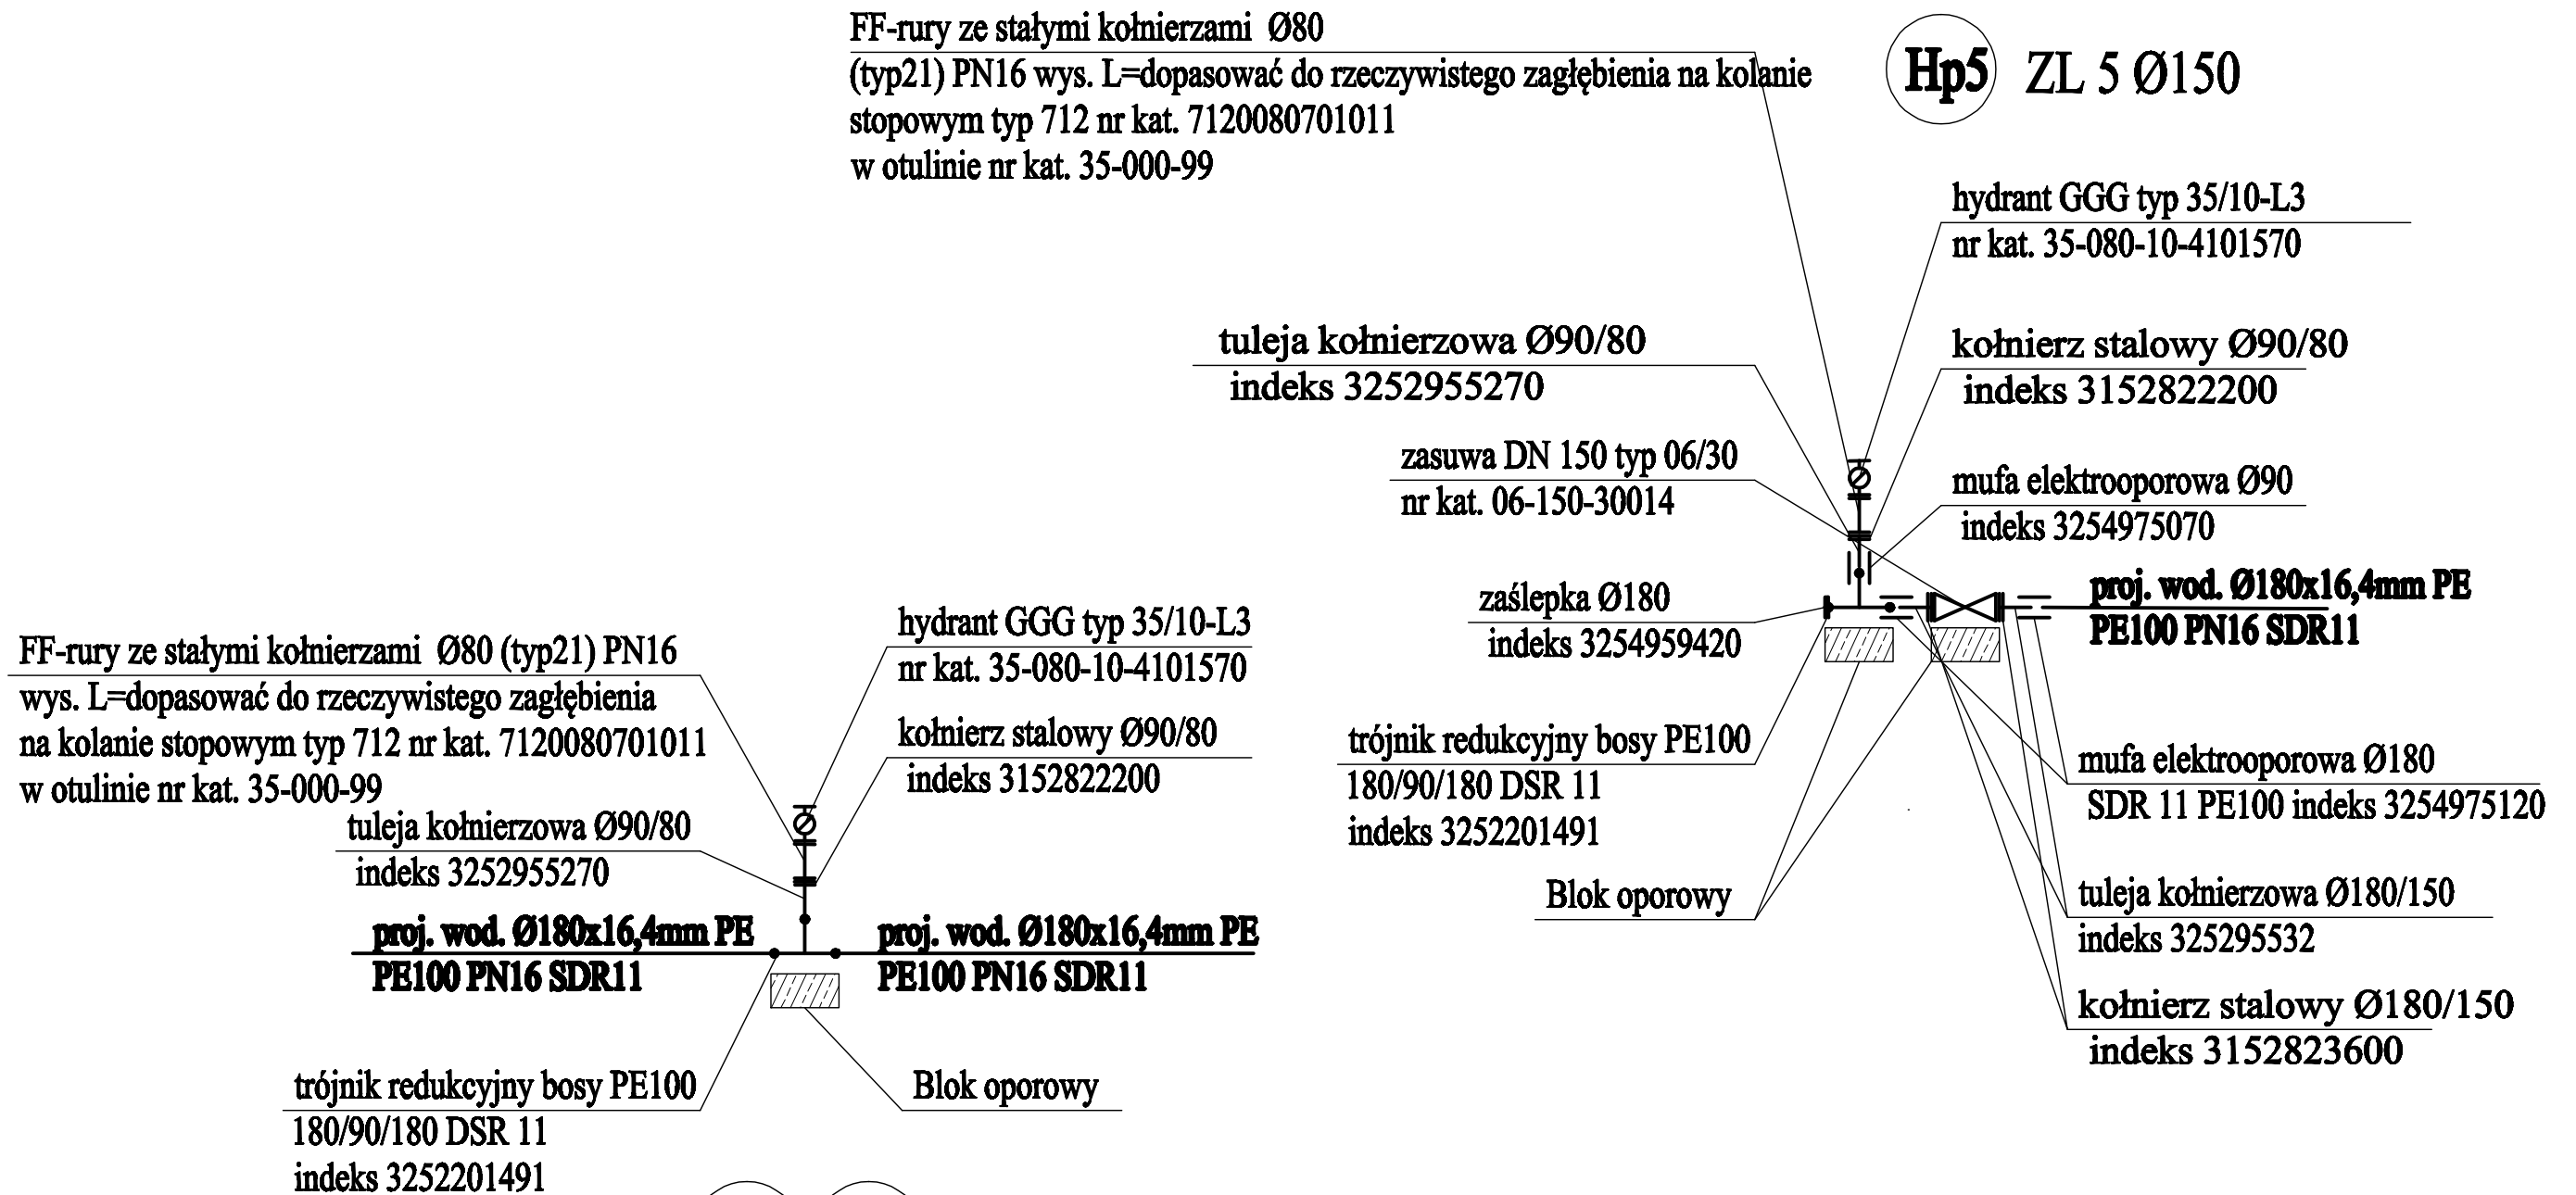 FF-rury ze stałymi kołnierzami Ø80
(typ21) PN16 wys. L=dopasować do rzeczywistego zagłębienia na kolanie
stopowym typ 712 nr kat. 7120080701011
w otulinie nr kat. 35-000-99
Hp5 ZL 5 Ø150
hydrant GGG typ 35/10-L3
nr kat. 35-080-10-4101570
tuleja kołnierzowa Ø90/80
indeks 3252955270
kołnierz stalowy Ø90/80
indeks 3152822200
zasuwa DN 150 typ 06/30
nr kat. 06-150-30014
mufa elektrooporowa Ø90
indeks 3254975070
zaślepka Ø180
indeks 3254959420
proj. wod. Ø180x16,4mm PE
PE100 PN16 SDR11
trójnik redukcyjny bosy PE100
180/90/180 DSR 11
indeks 3252201491
mufa elektrooporowa Ø180
SDR 11 PE100 indeks 3254975120
Blok oporowy
tuleja kołnierzowa Ø180/150
indeks 325295532
kołnierz stalowy Ø180/150
indeks 3152823600
FF-rury ze stałymi kołnierzami Ø80 (typ21) PN16
wys. L=dopasować do rzeczywistego zagłębienia
na kolanie stopowym typ 712 nr kat. 7120080701011
w otulinie nr kat. 35-000-99
hydrant GGG typ 35/10-L3
nr kat. 35-080-10-4101570
kołnierz stalowy Ø90/80
indeks 3152822200
tuleja kołnierzowa Ø90/80
indeks 3252955270
proj. wod. Ø180x16,4mm PE
PE100 PN16 SDR11
proj. wod. Ø180x16,4mm PE
PE100 PN16 SDR11
trójnik redukcyjny bosy PE100
180/90/180 DSR 11
indeks 3252201491
Blok oporowy